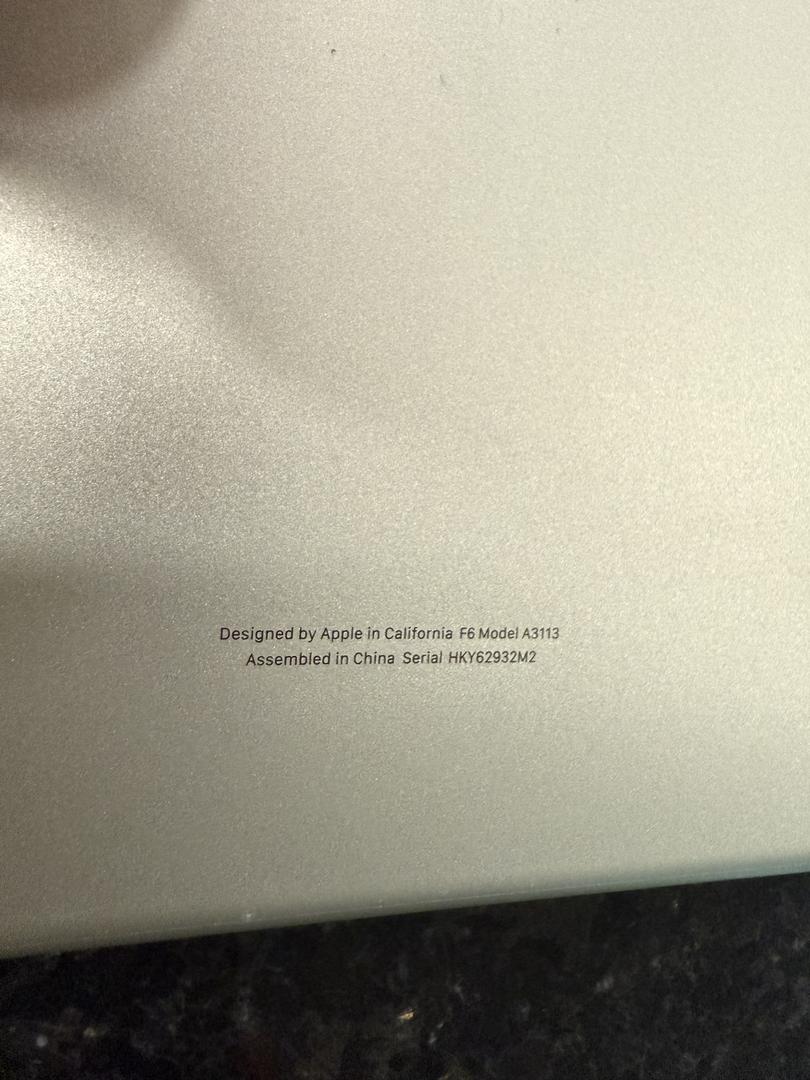 Designed by Apple in California F6 Model A3113
Assembled in China Serial HKY62932M2